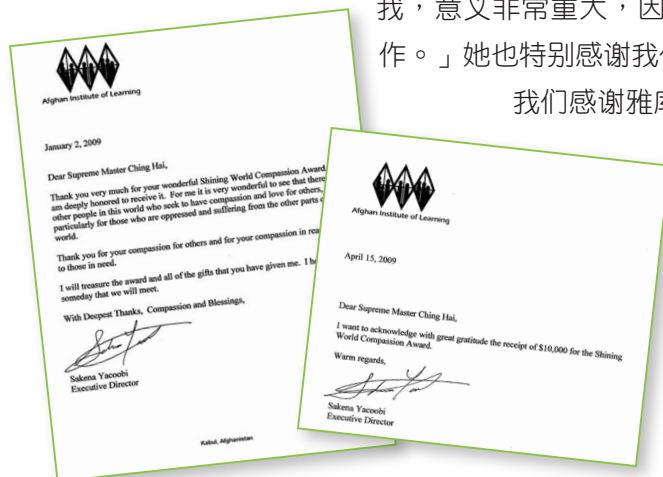 我，意义非常重大，因
作。」她也特别感谢我
我们感谢雅
Afghan Institute of Learning
January 2, 2009
Dear Supreme Master Ching Hai,
Thank you very much for your wonderful Shining World Compassion Award.
am deeply honored to receive it. For me it is very wonderful to see that there
other people in this world who seek to have compassion and love for others,
particularly for those who are oppressed and suffering from the other parts
world.
Thank you for your compassion for others and for your compassion in
to those in need.
I will treasure the award and all of the gifts that you have given me. I
someday that we will meet.
With Deepest Thanks, Compassion and Blessings,
Sakena Yacoobi
Executive Director
Kabul, Afghanistan
Afghan Institute of Learning
April 15, 2009
Dear Supreme Master Ching Hai,
I want to acknowledge with great gratitude the receipt of $10,000 for the Shining
World Compassion Award.
Warm regards,
Sakena Yacoobi
Executive Director